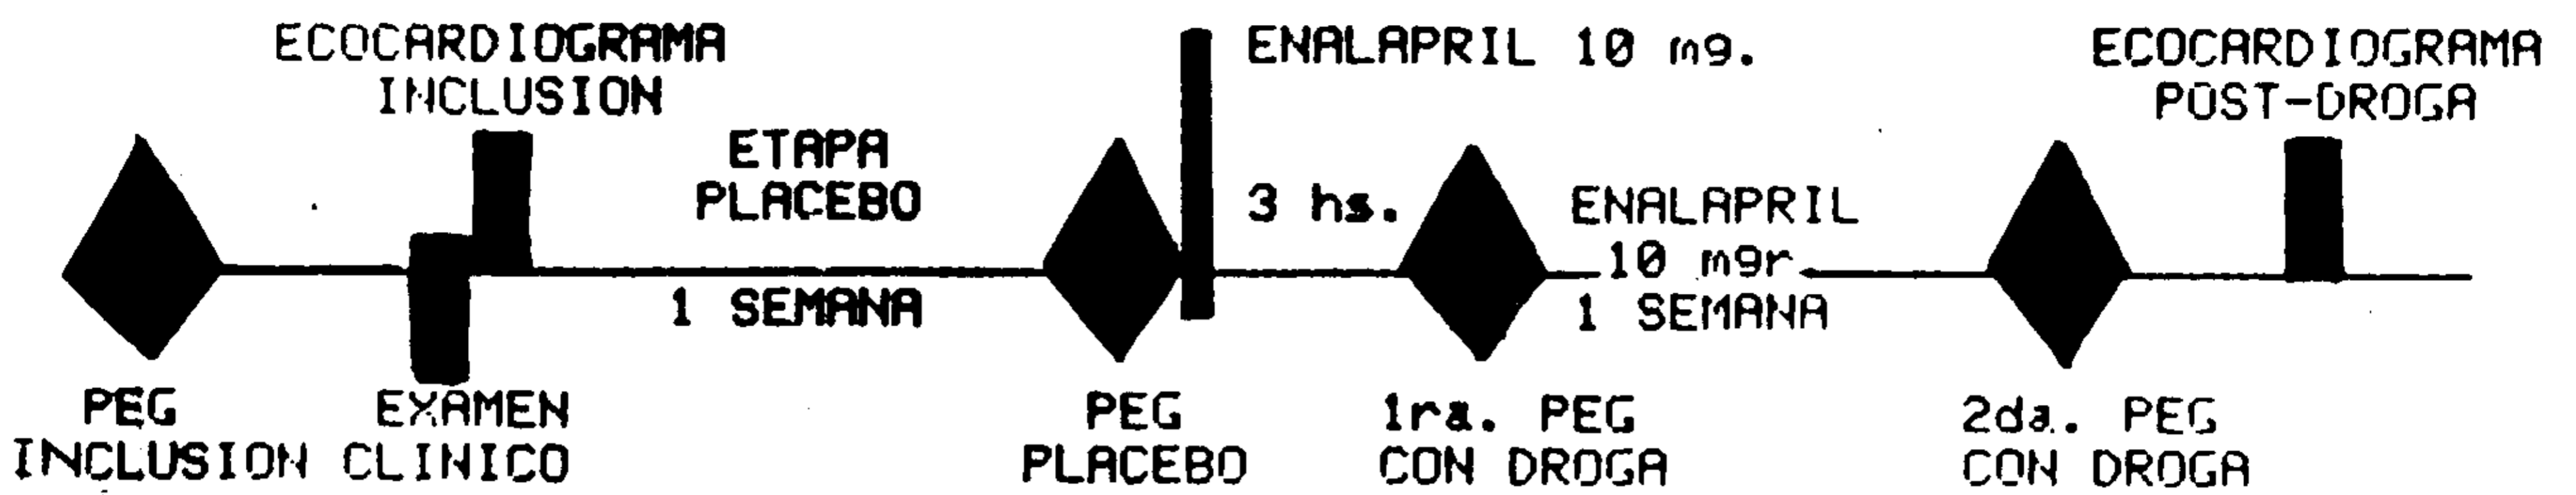 ECOCARDIOGRAMA
INCLUSION
ETAPA
PLACEBO
1 SEMANA
ENALAPRIL 10 mg.
3 hs.
ENALAPRIL
10 mgr.
1 SEMANA
ECOCARDIOGRAMA
POST-DROGA
PEG
INCLUSION
EXAMEN
CLINICO
PEG
PLACEBO
1ra. PEG
CON DROGA
2da. PEG
CON DROGA